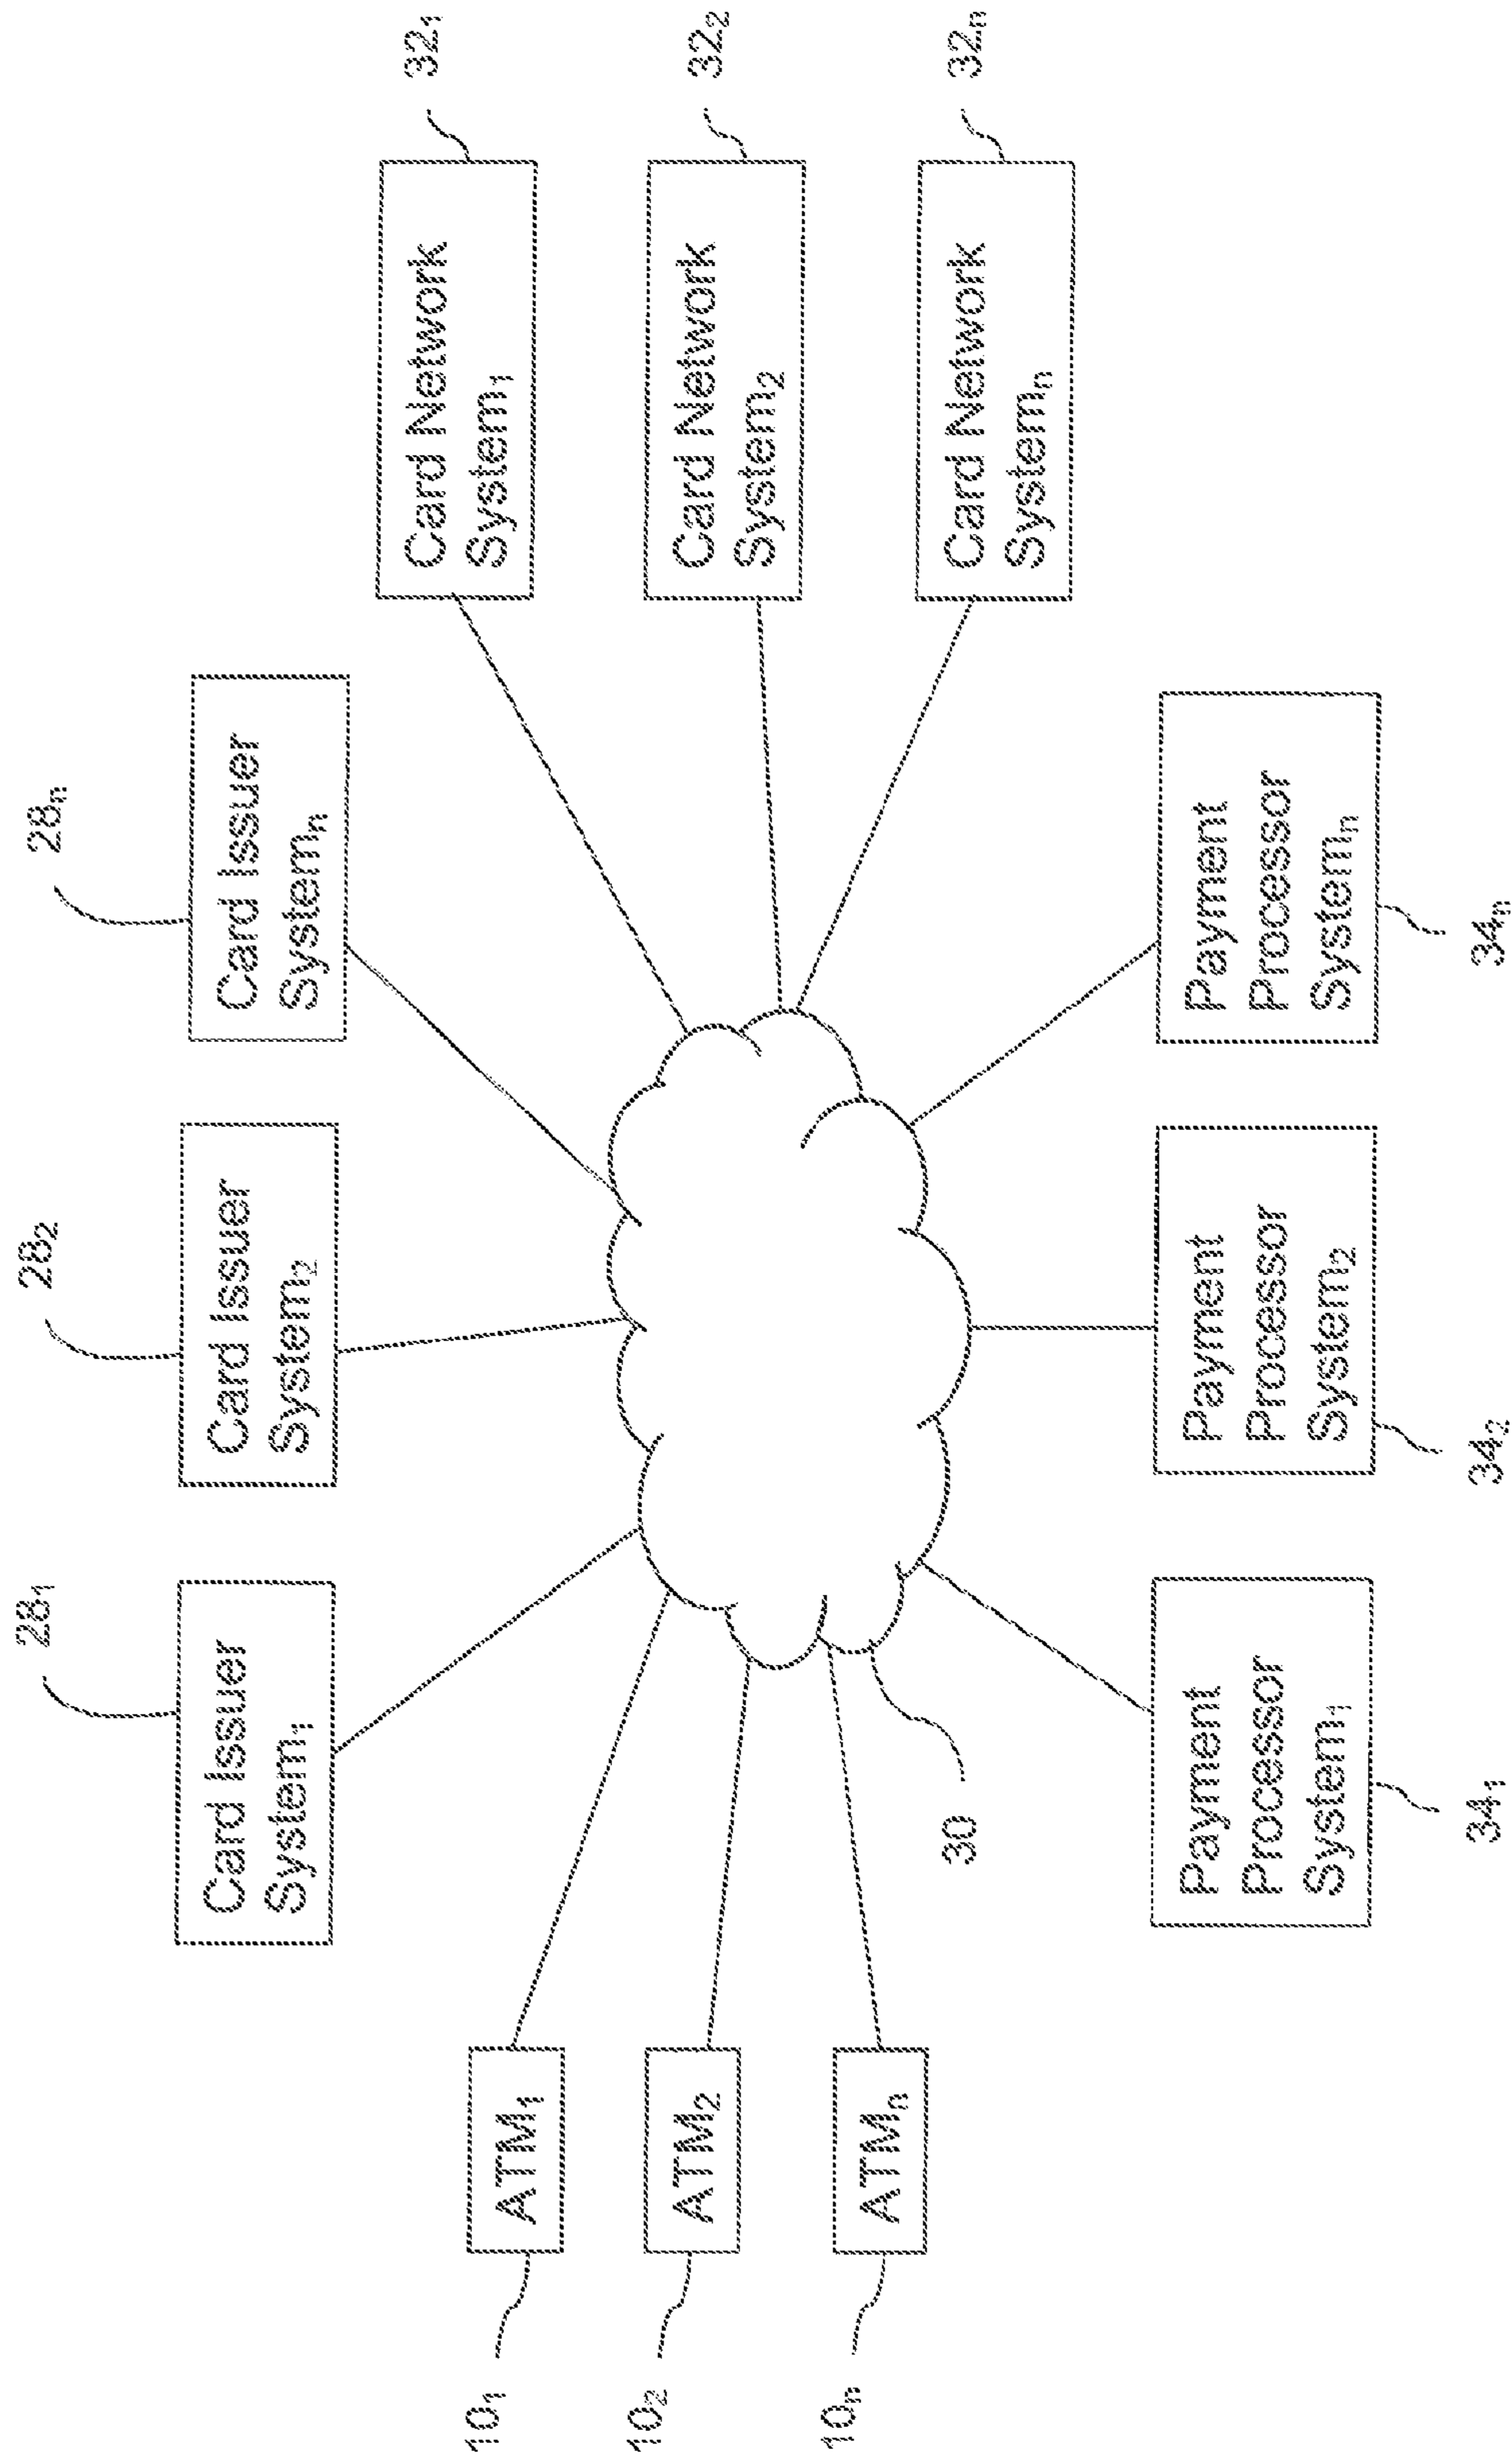 28₁
28₂
28ₙ
Card Issuer
System₁
Card Issuer
System₂
Card Issuer
Systemₙ
10₁
ATM₁
10₂
ATM₂
10ₙ
ATMₙ
30
Card Network
System₁
32₁
Card Network
System₂
32₂
Card Network
Systemₙ
32ₙ
Payment
Processor
System₁
Payment
Processor
System₂
Payment
Processor
Systemₙ
34₁
34₂
34ₙ